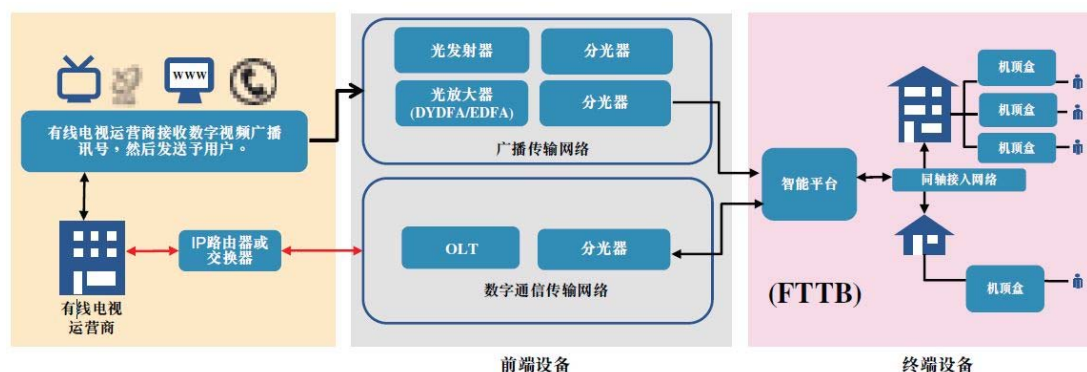 WWW
有线电视运营商接收数字视频广播
讯号，然后发送予用户。
有线电视
运营商
IP路由器或
交换器
光发射器
分光器
光放大器
(DYDFA/EDFA)
分光器
广播传输网络
OLT
分光器
数字通信传输网络
前端设备
智能平台
(FTTB)
同轴接入网络
机顶盒
机顶盒
机顶盒
机顶盒
终端设备